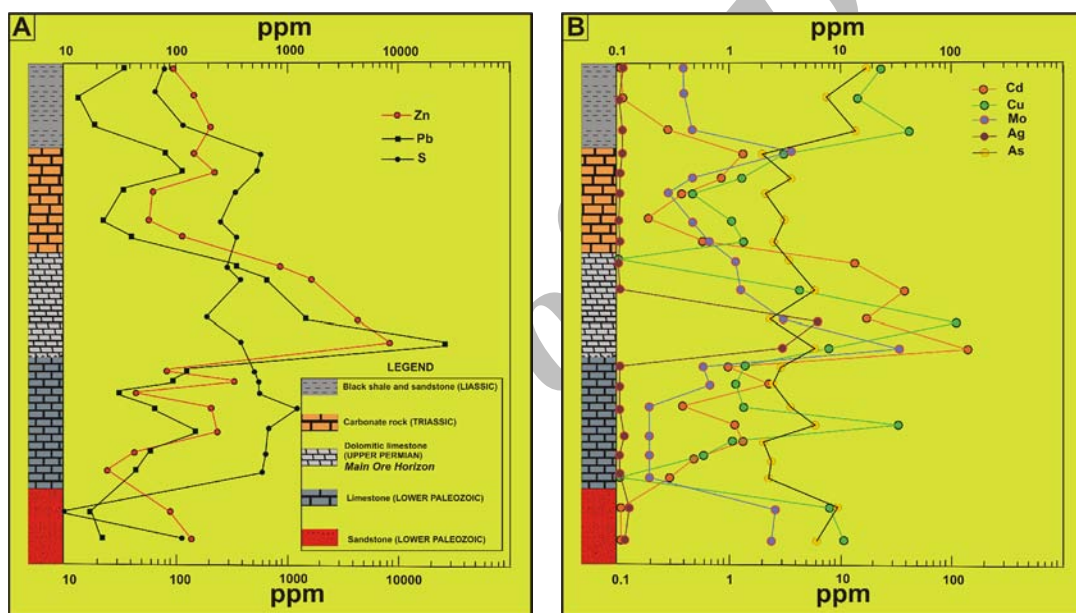 A
ppm
10 100 1000 10000
Zn
Pb
S
LEGEND
Black shale and sandstone (LIASSIC)
Carbonate rock (TRIASSIC)
Dolomitic limestone
(UPPER PERMIAN)
Main Ore Horizon
Limestone (LOWER PALEOZOIC)
Sandstone (LOWER PALEOZOIC)
10 100 1000 10000
ppm
B
ppm
0.1 1 10 100
Cd
Cu
Mo
Ag
As
0.1 1 10 100
ppm